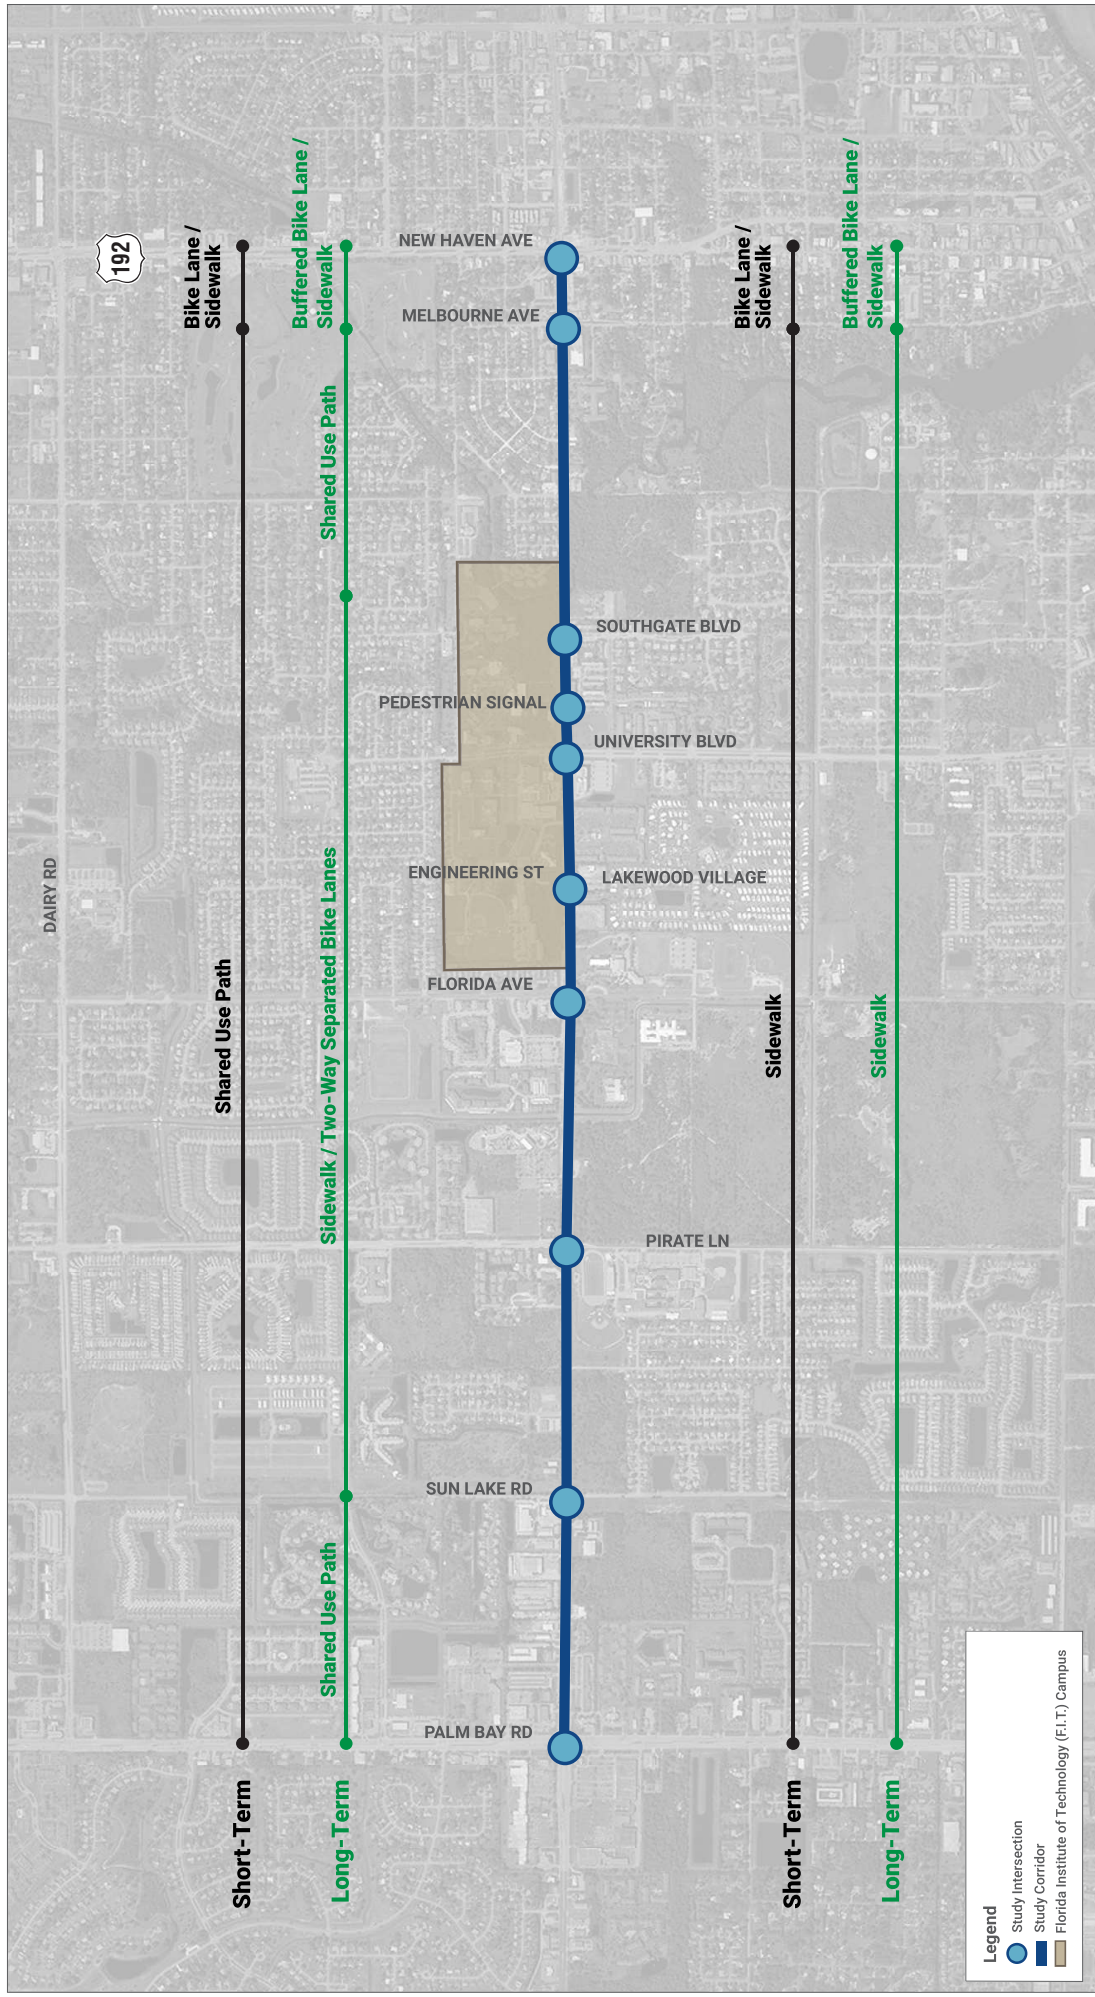 192
Bike Lane /
Sidewalk
Buffered Bike Lane /
Sidewalk
NEW HAVEN AVE
MELBOURNE AVE
Bike Lane /
Sidewalk
Buffered Bike Lane /
Sidewalk
Shared Use Path
SOUTHGATE BLVD
PEDESTRIAN SIGNAL
UNIVERSITY BLVD
ENGINEERING ST
LAKEWOOD VILLAGE
DAIRY RD
FLORIDA AVE
Shared Use Path
Sidewalk / Two-Way Separated Bike Lanes
Sidewalk
Sidewalk
PIRATE LN
SUN LAKE RD
Shared Use Path
PALM BAY RD
Short-Term
Long-Term
Short-Term
Long-Term
Legend
Study Intersection
Study Corridor
Florida Institute of Technology (F.I.T.) Campus